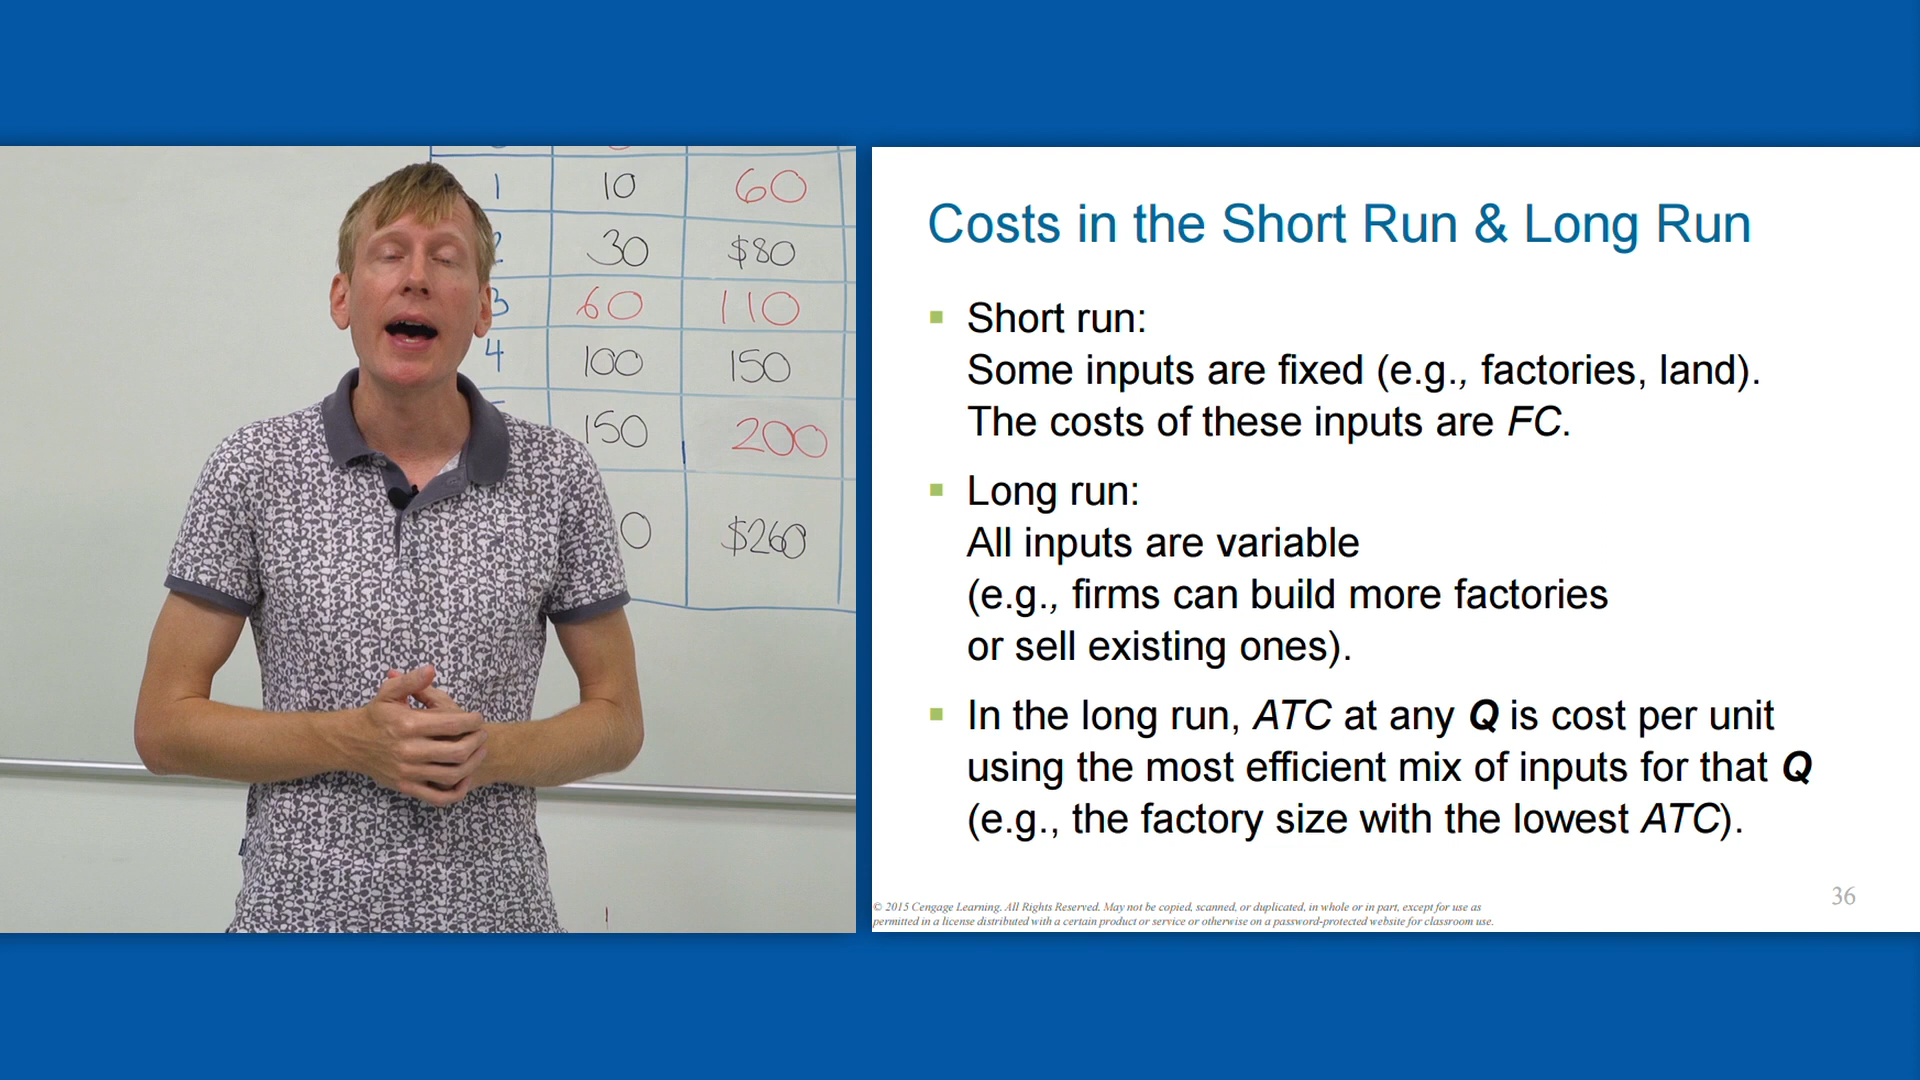 1 10 60
2 30 $80
3 60 110
4 100 150
150 200
0 $260
Costs in the Short Run & Long Run
Short run:
Some inputs are fixed (e.g., factories, land).
The costs of these inputs are FC.
Long run:
All inputs are variable
(e.g., firms can build more factories
or sell existing ones).
In the long run, ATC at any Q is cost per unit
using the most efficient mix of inputs for that Q
(e.g., the factory size with the lowest ATC).
36
© 2015 Cengage Learning. All Rights Reserved. May not be copied, scanned, or duplicated, in whole or in part, except for use as
permitted in a license distributed with a certain product or service or otherwise on a password-protected website for classroom use.